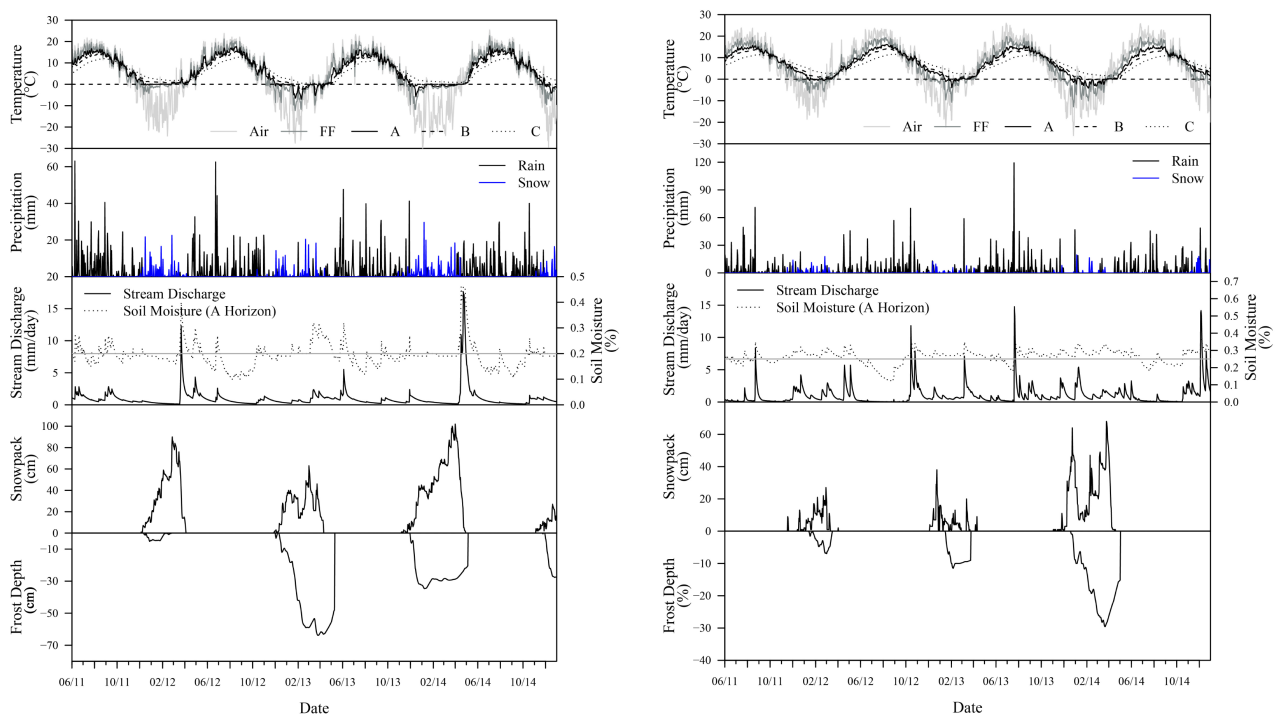 30
20
10
0
−10
−20
−30
Temperature
(°C)
Air FF A B C
60
40
20
Precipitation
(mm)
Rain
Snow
20
15
10
5
0
Stream Discharge
(mm/day)
Stream Discharge
Soil Moisture (A Horizon)
0.5
0.4
0.3
0.2
0.1
0.0
Soil Moisture
(%)
100
80
60
40
20
0
Snowpack
(cm)
−10
−30
−50
−70
Frost Depth
(cm)
06/11 10/11 02/12 06/12 10/12 02/13 06/13 10/13 02/14 06/14 10/14
Date
30
20
10
0
−10
−20
−30
Temperature
(°C)
Air FF A B C
120
90
60
30
0
Precipitation
(mm)
Rain
Snow
15
10
5
0
Stream Discharge
(mm/day)
Stream Discharge
Soil Moisture (A Horizon)
0.7
0.6
0.5
0.4
0.3
0.2
0.1
0.0
Soil Moisture
(%)
60
40
20
0
Snowpack
(cm)
−10
−20
−30
−40
Frost Depth
(%)
06/11 10/11 02/12 06/12 10/12 02/13 06/13 10/13 02/14 06/14 10/14
Date